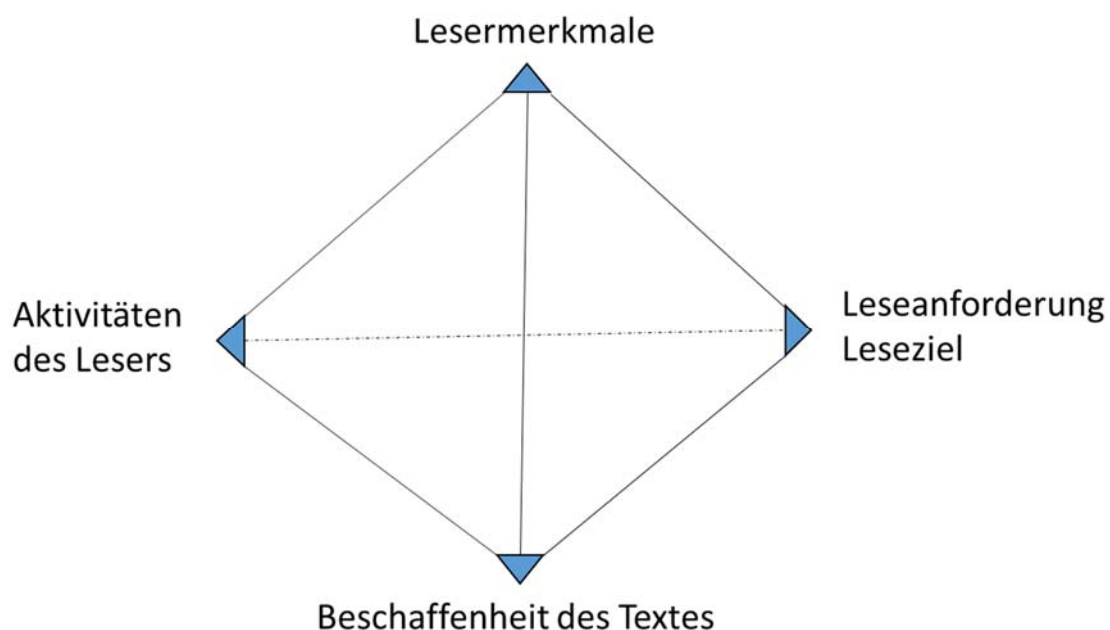 Lesermerkmale
Aktivitäten
des Lesers
Leseanforderung
Leseziel
Beschaffenheit des Textes